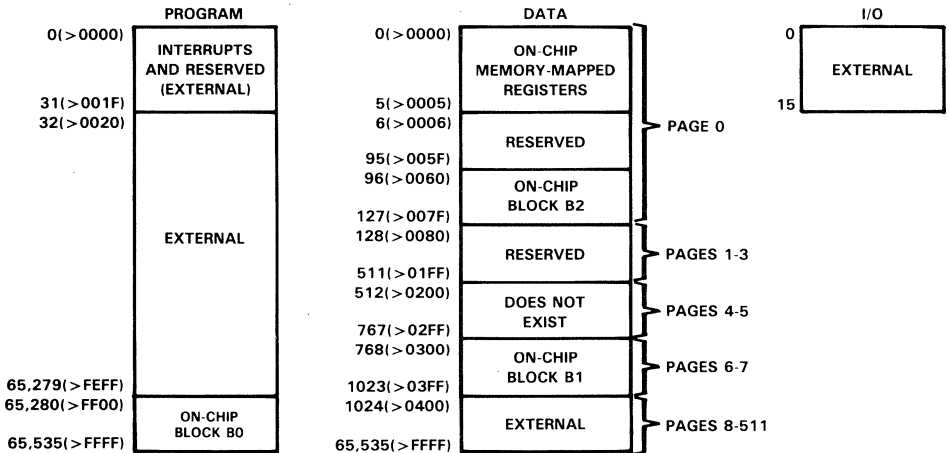 PROGRAM
0(>0000)
INTERRUPTS
AND RESERVED
(EXTERNAL)
31(>001F)
32(>0020)
EXTERNAL
65,279(>FEFF)
65,280(>FF00)
ON-CHIP
BLOCK B0
65,535(>FFFF)
DATA
0(>0000)
ON-CHIP
MEMORY-MAPPED
REGISTERS
5(>0005)
6(>0006)
RESERVED
95(>005F)
96(>0060)
ON-CHIP
BLOCK B2
127(>007F)
PAGE 0
128(>0080)
RESERVED
511(>01FF)
PAGES 1-3
512(>0200)
DOES NOT
EXIST
767(>02FF)
PAGES 4-5
768(>0300)
ON-CHIP
BLOCK B1
1023(>03FF)
PAGES 6-7
1024(>0400)
EXTERNAL
65,535(>FFFF)
PAGES 8-511
I/O
0
EXTERNAL
15